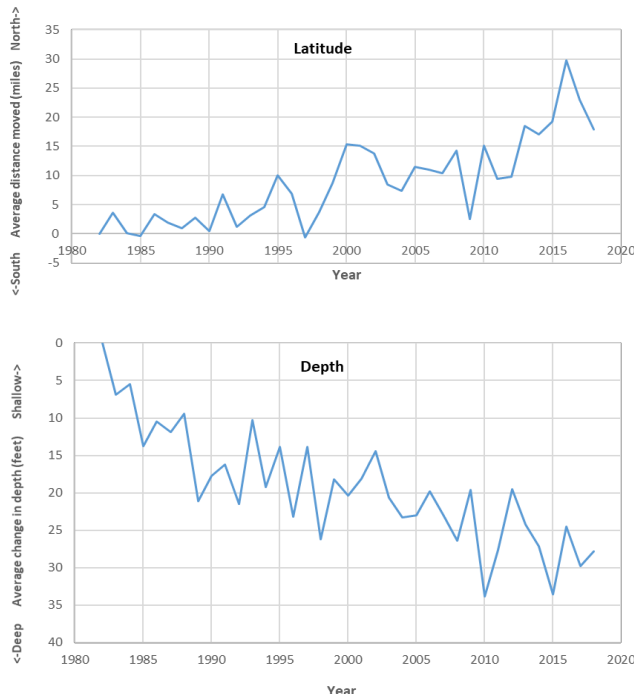 Latitude
<-South Average distance moved (miles) North->
35
30
25
20
15
10
5
0
-5
1980 1985 1990 1995 2000 2005 2010 2015 2020
Year
Depth
<-Deep Average change in depth (feet) Shallow->
0
5
10
15
20
25
30
35
40
1980 1985 1990 1995 2000 2005 2010 2015 2020
Year